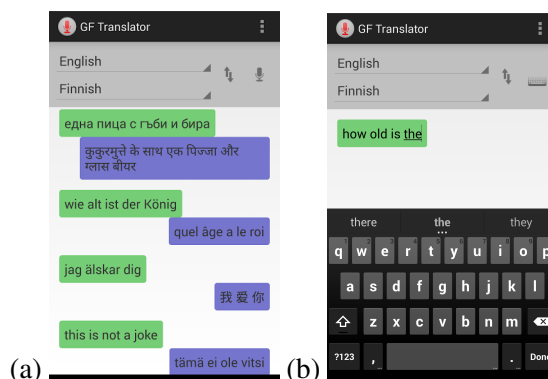 GF Translator
English
Finnish
една пица с гъби и бира
कुकुरमुत्ते के साथ एक पिज्जा और
ग्लास बीयर
wie alt ist der König
quel âge a le roi
jag älskar dig
我 爱 你
this is not a joke
tämä ei ole vitsi
(a)
GF Translator
English
Finnish
how old is the
there the they
q w e r t y u i o p
a s d f g h j k l
z x c v b n m
?123 , . Done
(b)